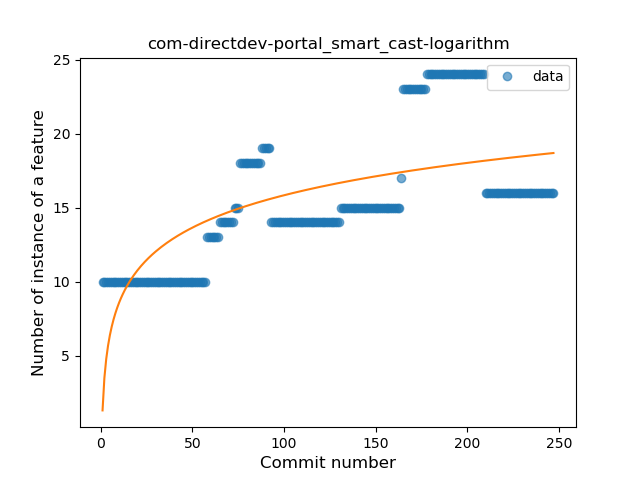 com-directdev-portal_smart_cast-logarithm
data
Number of instance of a feature
25
20
15
10
5
0
50
100
150
200
250
Commit number